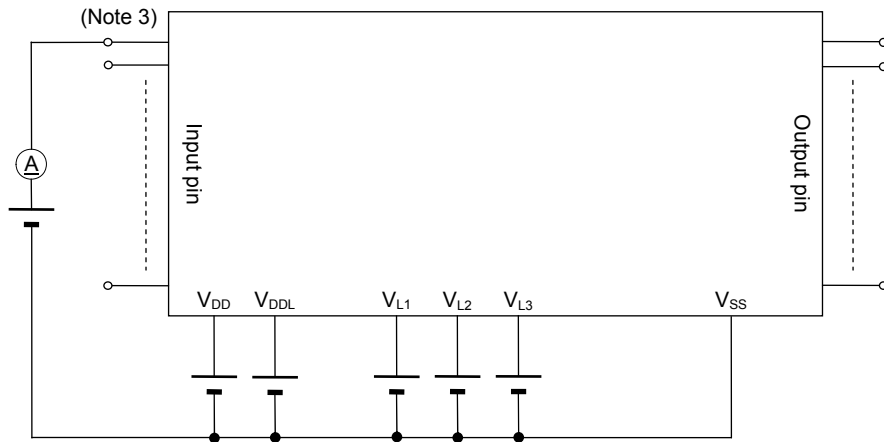 (Note 3)
A
Input pin
Output pin
VDD VDDL VL1 VL2 VL3 VSS